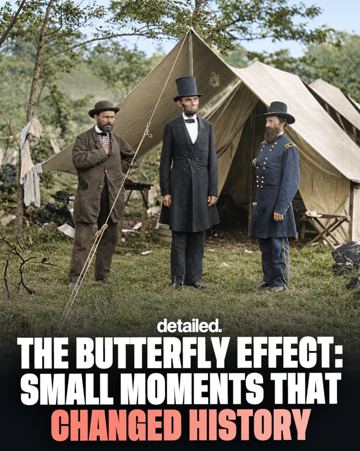 detailed.
THE BUTTERFLY EFFECT:
SMALL MOMENTS THAT
CHANGED HISTORY